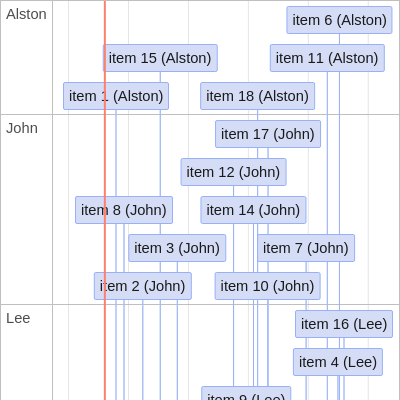 Alston
item 6 (Alston)
item 15 (Alston)
item 11 (Alston)
item 1 (Alston)
item 18 (Alston)
John
item 17 (John)
item 12 (John)
item 8 (John)
item 14 (John)
item 3 (John)
item 7 (John)
item 2 (John)
item 10 (John)
Lee
item 16 (Lee)
item 4 (Lee)
item 9 (Lee)